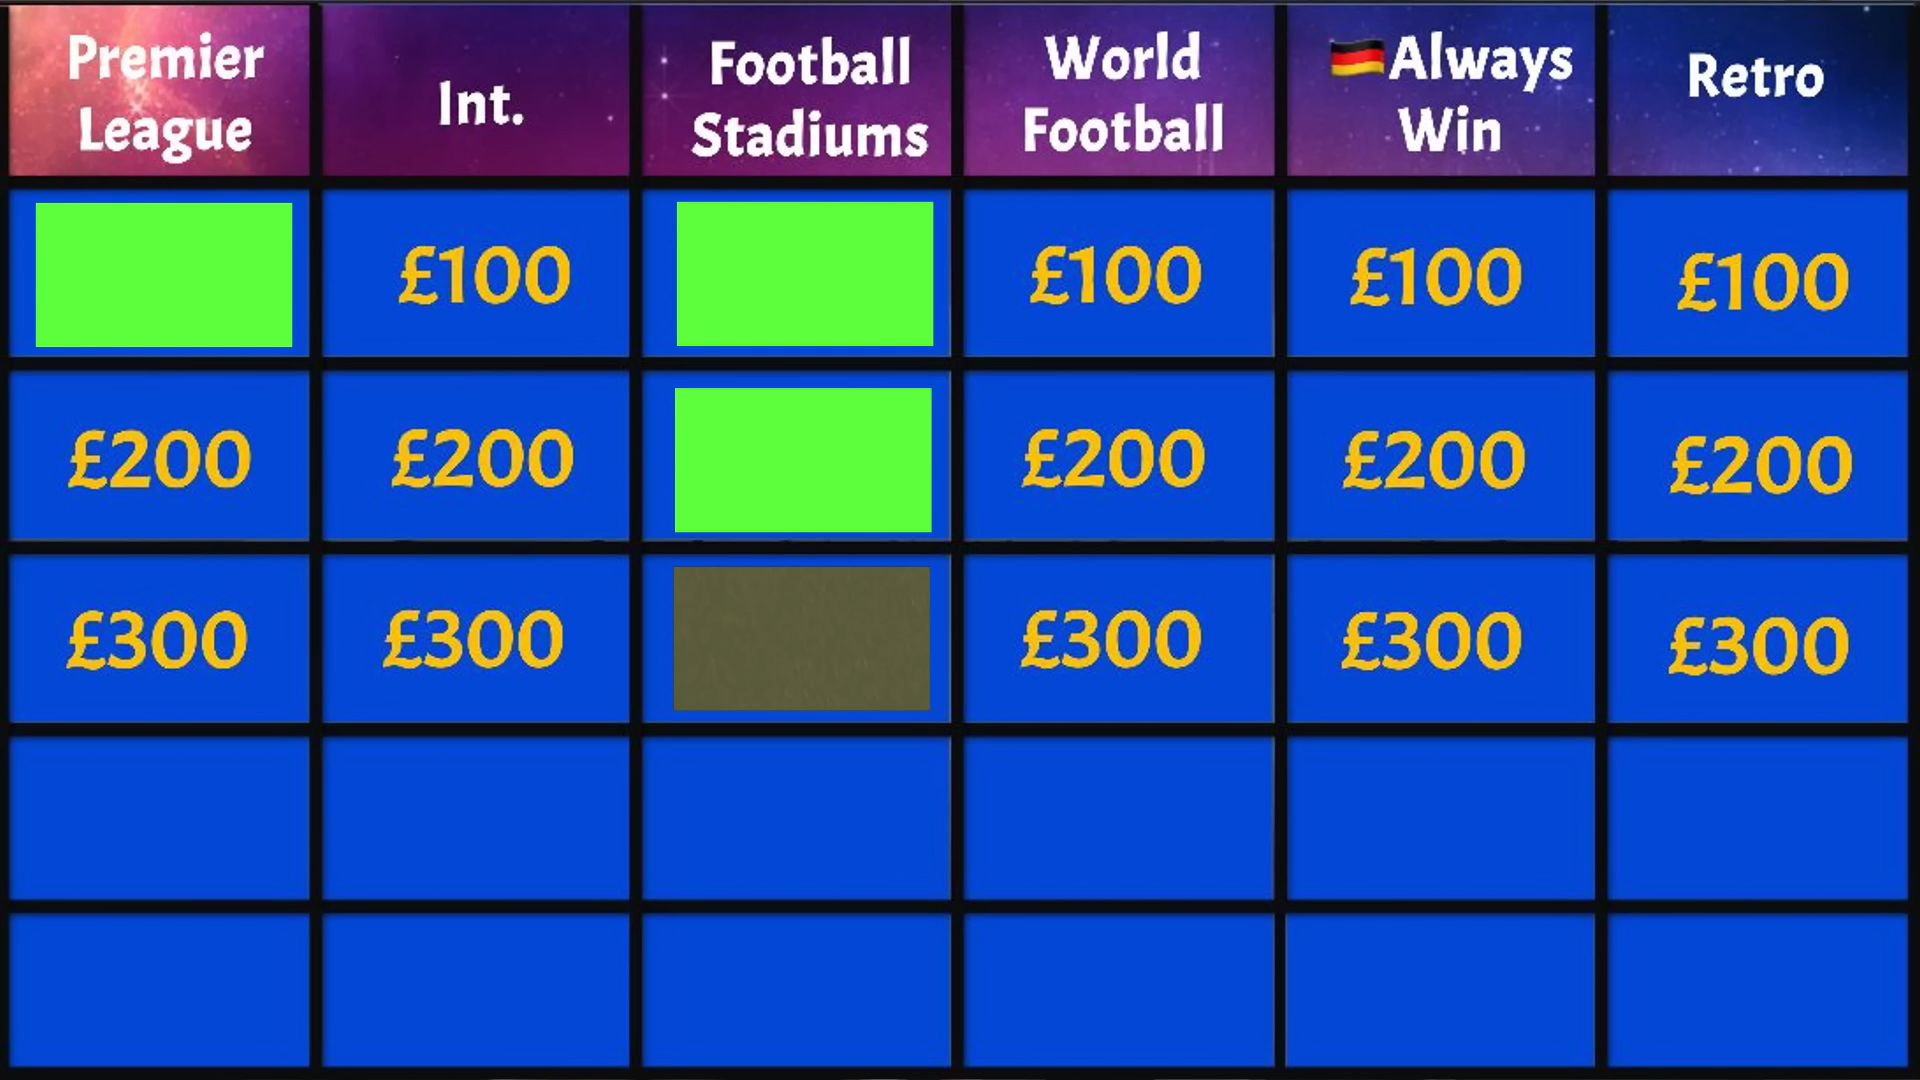 Premier
League
Int.
Football
Stadiums
World
Football
🇩🇪Always
Win
Retro
£100
£100
£100
£100
£200
£200
£200
£200
£200
£300
£300
£300
£300
£300